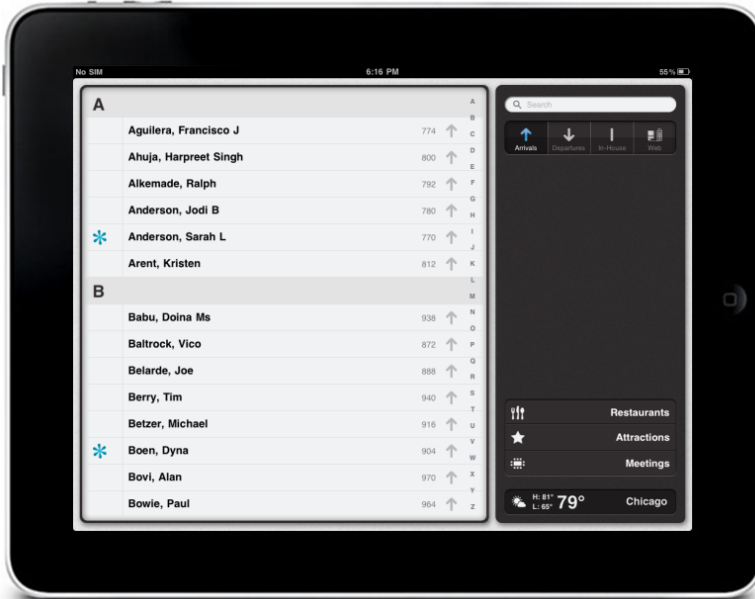 No SIM 6:16 PM 55%
A
Aguilera, Francisco J 774
Ahuja, Harpreet Singh 800
Alkemade, Ralph 792
Anderson, Jodi B 780
Anderson, Sarah L 770
Arent, Kristen 812
B
Babu, Doina Ms 938
Baltrock, Vico 872
Belarde, Joe 888
Berry, Tim 940
Betzer, Michael 916
Boen, Dyna 904
Bovi, Alan 970
Bowie, Paul 964
A
B
C
D
E
F
G
H
I
J
K
L
M
N
O
P
Q
R
S
T
U
V
W
X
Y
Z
Search
Arrivals Departures In-House Web
Restaurants
Attractions
Meetings
H: 81° 79° Chicago
L: 65°